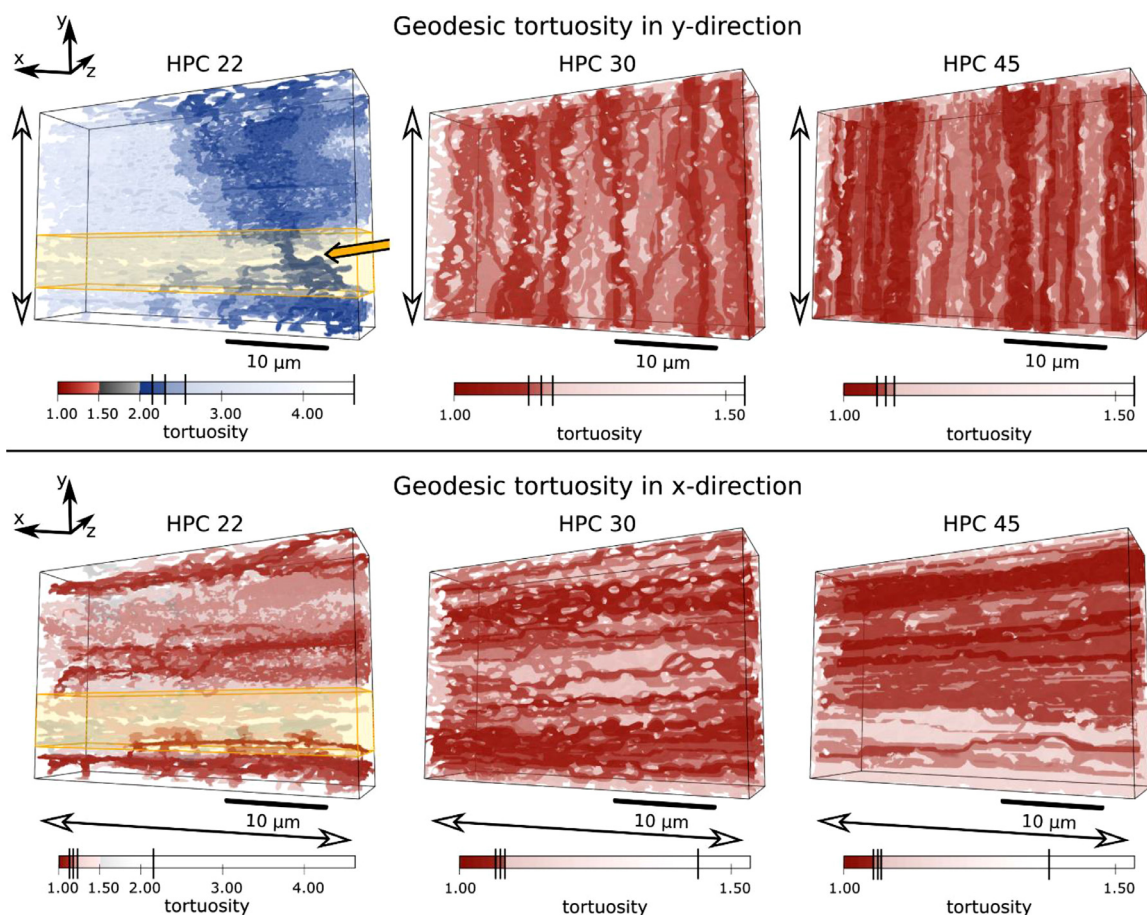 Geodesic tortuosity in y-direction
y
x
z
HPC 22
HPC 30
HPC 45
10 µm
10 µm
10 µm
1.00 1.50 2.00 3.00 4.00
tortuosity
1.00 1.50
tortuosity
1.00 1.50
tortuosity
Geodesic tortuosity in x-direction
y
x
z
HPC 22
HPC 30
HPC 45
10 µm
10 µm
10 µm
1.00 1.50 2.00 3.00 4.00
tortuosity
1.00 1.50
tortuosity
1.00 1.50
tortuosity